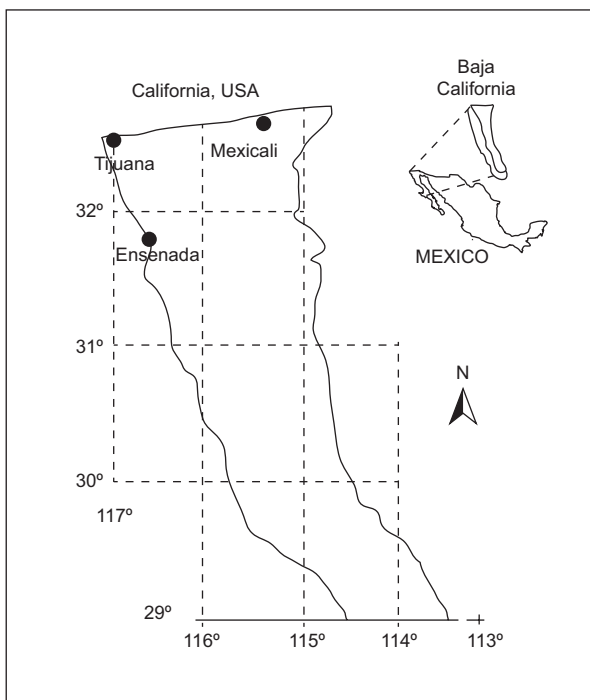 California, USA
Baja
California
Tijuana
Mexicali
32º
Ensenada
MEXICO
31º
N
30º
117º
29º
116º
115º
114º
113º